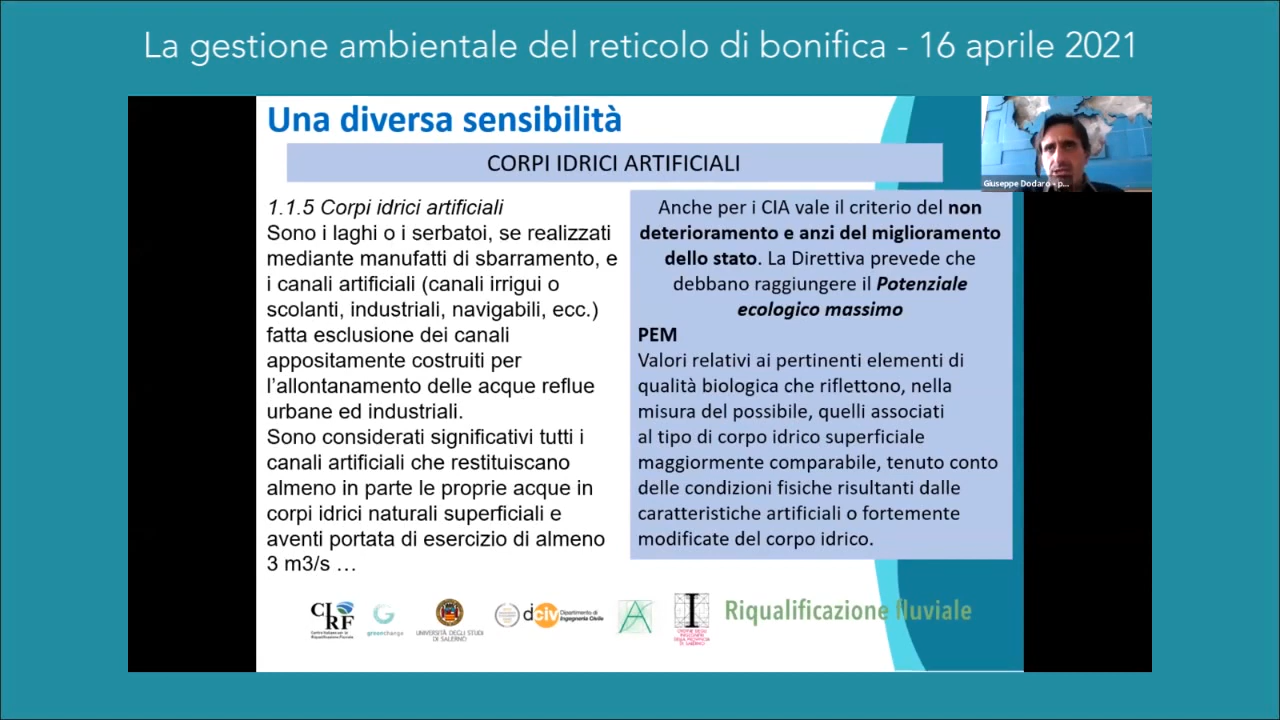 La gestione ambientale del reticolo di bonifica - 16 aprile 2021
Una diversa sensibilità
CORPI IDRICI ARTIFICIALI
Giuseppe Dodaro - p...
1.1.5 Corpi idrici artificiali
Sono i laghi o i serbatoi, se realizzati
mediante manufatti di sbarramento, e
i canali artificiali (canali irrigui o
scolanti, industriali, navigabili, ecc.)
fatta esclusione dei canali
appositamente costruiti per
l'allontanamento delle acque reflue
urbane ed industriali.
Sono considerati significativi tutti i
canali artificiali che restituiscano
almeno in parte le proprie acque in
corpi idrici naturali superficiali e
aventi portata di esercizio di almeno
3 m3/s …
Anche per i CIA vale il criterio del non
deterioramento e anzi del miglioramento
dello stato. La Direttiva prevede che
debbano raggiungere il Potenziale
ecologico massimo
PEM
Valori relativi ai pertinenti elementi di
qualità biologica che riflettono, nella
misura del possibile, quelli associati
al tipo di corpo idrico superficiale
maggiormente comparabile, tenuto conto
delle condizioni fisiche risultanti dalle
caratteristiche artificiali o fortemente
modificate del corpo idrico.
CIRF
Centro Italiano per la
Riqualificazione Fluviale
greenchange
UNIVERSITÀ DEGLI STUDI
DI SALERNO
dciv
Dipartimento di
Ingegneria Civile
Riqualificazione fluviale